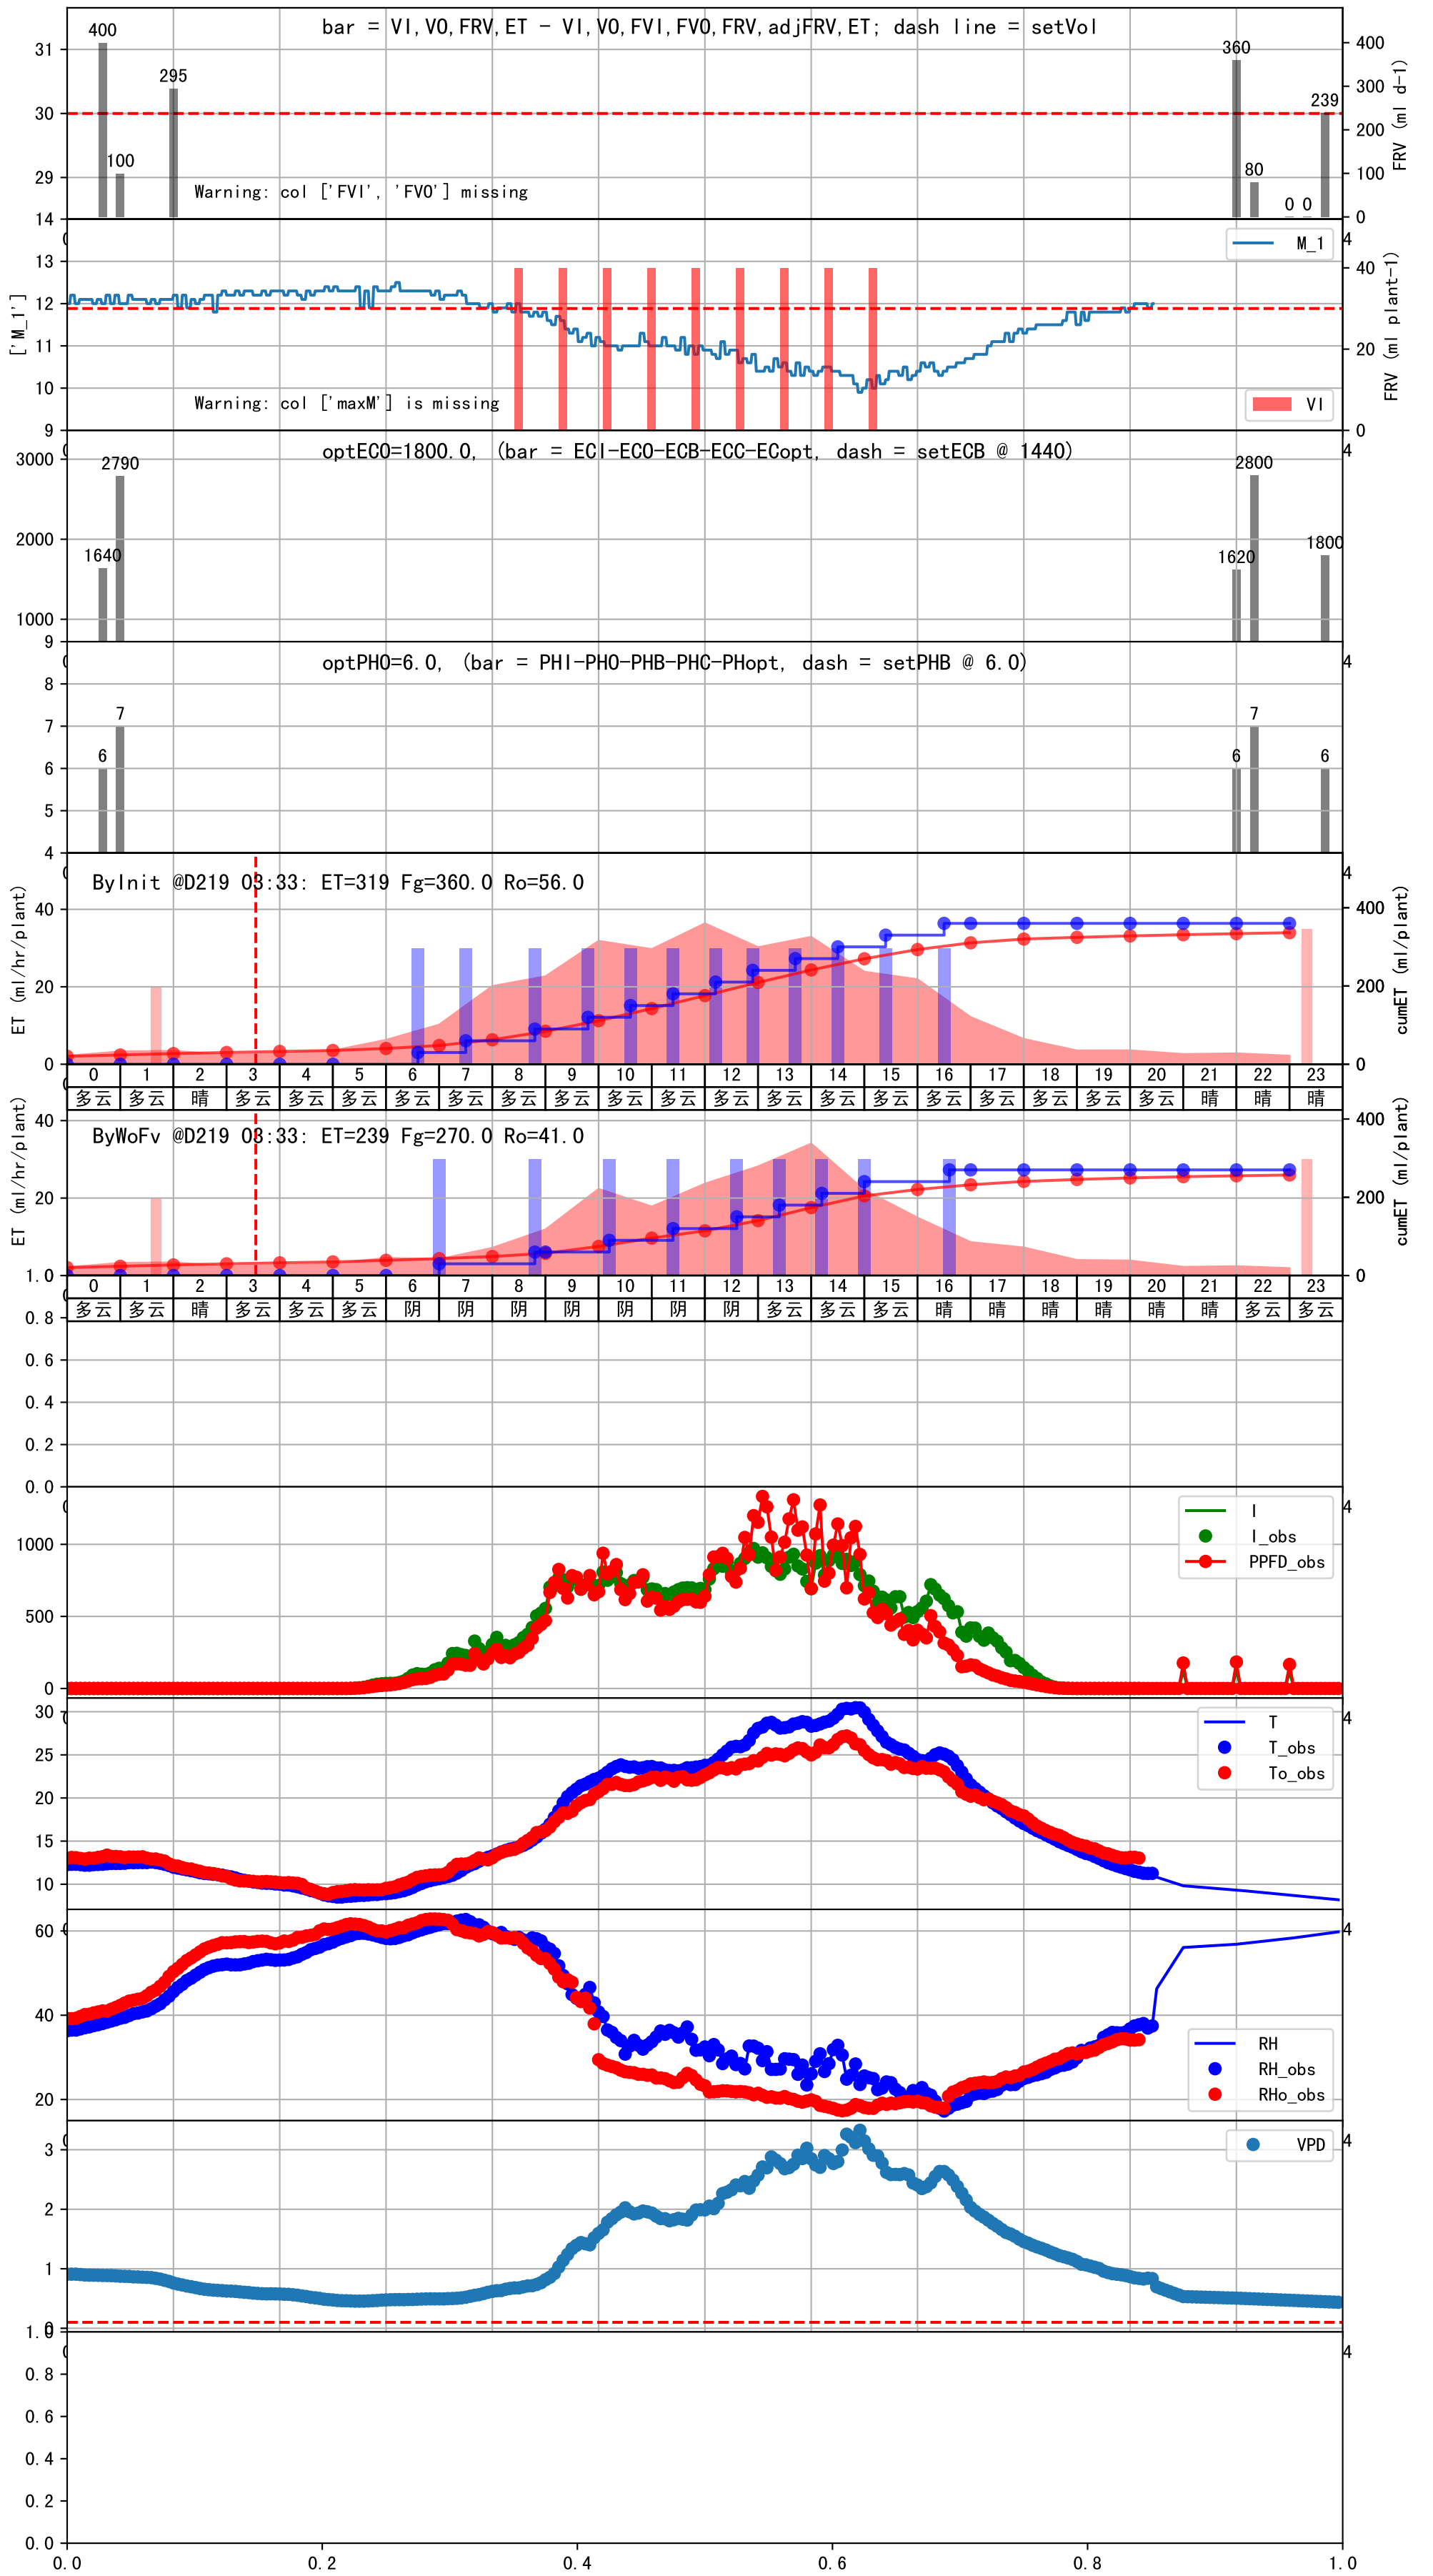 bar = VI,VO,FRV,ET - VI,VO,FVI,FVO,FRV,adjFRV,ET; dash line = setVol
400 100 295 360 80 0 0 239
31 30 29
400 300 200 100 0
FRV (ml d-1)
Warning: col ['FVI', 'FVO'] missing
14 13 12 11 10 9
['M_1']
M_1
40 20 0
FRV (ml plant-1)
Warning: col ['maxM'] is missing
VI
optECO=1800.0, (bar = ECI-ECO-ECB-ECC-ECopt, dash = setECB @ 1440)
3000 2000 1000
1640 2790 1620 2800 1800
optPHO=6.0, (bar = PHI-PHO-PHB-PHC-PHopt, dash = setPHB @ 6.0)
9 8 7 6 5 4
6 7 6 7 6
ByInit @D219 03:33: ET=319 Fg=360.0 Ro=56.0
ET (ml/hr/plant)
40 20 0
400 200 0
cumET (ml/plant)
0 1 2 3 4 5 6 7 8 9 10 11 12 13 14 15 16 17 18 19 20 21 22 23
多云 多云 晴 多云 多云 多云 多云 多云 多云 多云 多云 多云 多云 多云 多云 多云 多云 多云 多云 多云 多云 晴 晴 晴
ByWoFv @D219 03:33: ET=239 Fg=270.0 Ro=41.0
ET (ml/hr/plant)
40 20
400 200 0
cumET (ml/plant)
0 1 2 3 4 5 6 7 8 9 10 11 12 13 14 15 16 17 18 19 20 21 22 23
多云 多云 晴 多云 多云 多云 阴 阴 阴 阴 阴 阴 阴 多云 多云 多云 晴 晴 晴 晴 晴 晴 多云 多云
1.0 0.8 0.6 0.4 0.2 0.0
1000 500 0
I
I_obs
PPFD_obs
30 25 20 15 10
T
T_obs
To_obs
60 40 20
RH
RH_obs
RHo_obs
3 2 1 0
VPD
1.0 0.8 0.6 0.4 0.2 0.0
0.0 0.2 0.4 0.6 0.8 1.0